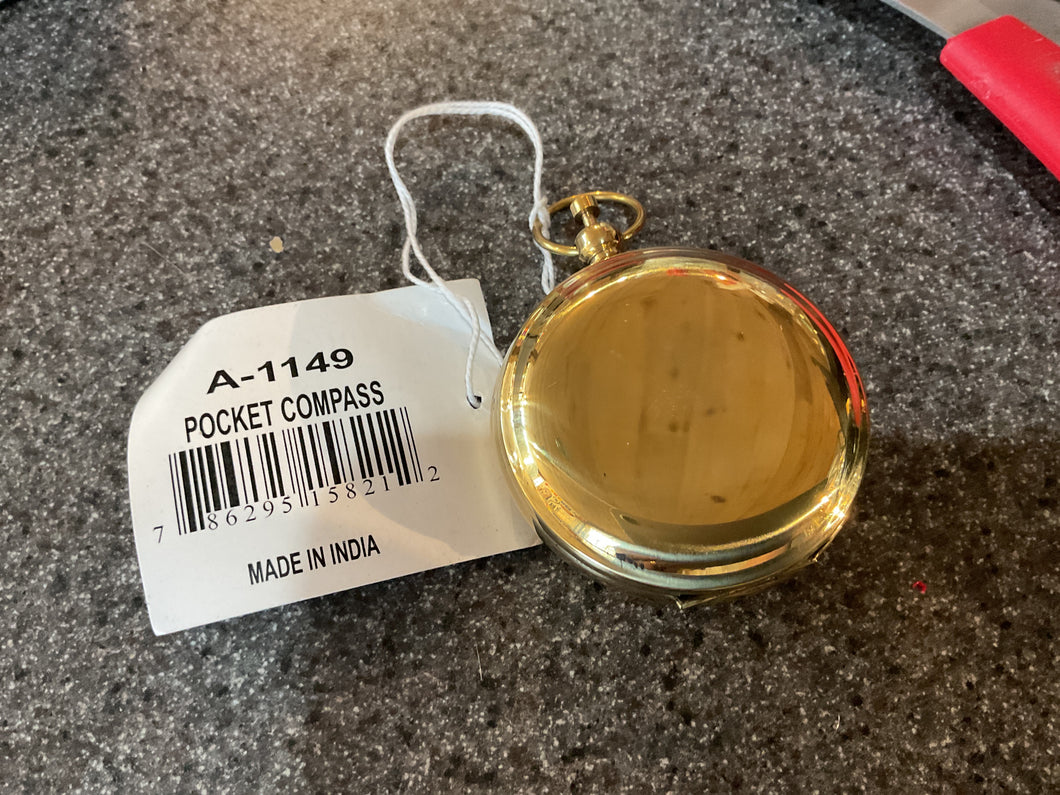 A-1149
POCKET COMPASS
7 86295 15821 2
MADE IN INDIA